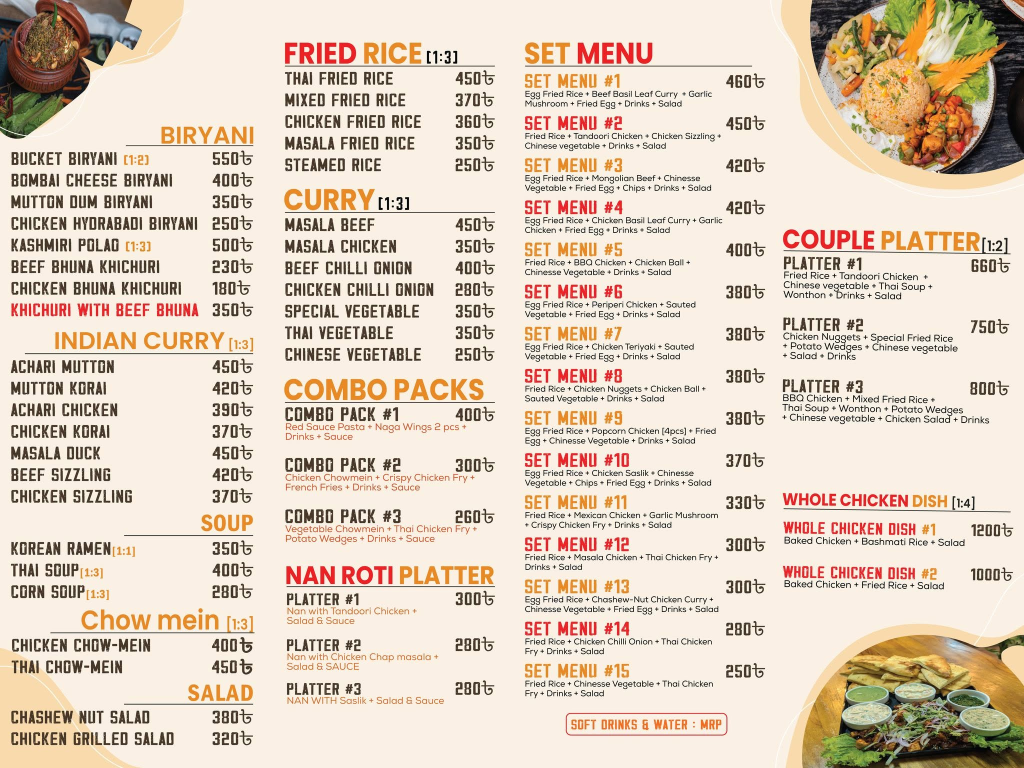 BIRYANI
BUCKET BIRYANI [1:2] 550৳
BOMBAI CHEESE BIRYANI 400৳
MUTTON DUM BIRYANI 350৳
CHICKEN HYDRABADI BIRYANI 250৳
KASHMIRI POLAO [1:3] 500৳
BEEF BHUNA KHICHURI 230৳
CHICKEN BHUNA KHICHURI 180৳
KHICHURI WITH BEEF BHUNA 350৳
INDIAN CURRY [1:3]
ACHARI MUTTON 450৳
MUTTON KORAI 420৳
ACHARI CHICKEN 390৳
CHICKEN KORAI 370৳
MASALA DUCK 450৳
BEEF SIZZLING 420৳
CHICKEN SIZZLING 370৳
SOUP
KOREAN RAMEN[1:1] 350৳
THAI SOUP[1:3] 400৳
CORN SOUP[1:3] 280৳
Chow mein [1:3]
CHICKEN CHOW-MEIN 400৳
THAI CHOW-MEIN 450৳
SALAD
CHASHEW NUT SALAD 380৳
CHICKEN GRILLED SALAD 320৳
FRIED RICE [1:3]
THAI FRIED RICE 450৳
MIXED FRIED RICE 370৳
CHICKEN FRIED RICE 360৳
MASALA FRIED RICE 350৳
STEAMED RICE 250৳
CURRY [1:3]
MASALA BEEF 450৳
MASALA CHICKEN 350৳
BEEF CHILLI ONION 400৳
CHICKEN CHILLI ONION 280৳
SPECIAL VEGETABLE 350৳
THAI VEGETABLE 350৳
CHINESE VEGETABLE 250৳
COMBO PACKS
COMBO PACK #1 400৳
Red Sauce Pasta + Naga Wings 2 pcs +
Drinks + Sauce
COMBO PACK #2 300৳
Chicken Chowmein + Crispy Chicken Fry +
French Fries + Drinks + Sauce
COMBO PACK #3 260৳
Vegetable Chowmein + Thai Chicken Fry +
Potato Wedges + Drinks + Sauce
NAN ROTI PLATTER
PLATTER #1 300৳
Nan with Tandoori Chicken +
Salad & Sauce
PLATTER #2 280৳
Nan with Chicken Chap masala +
Salad & SAUCE
PLATTER #3 280৳
NAN WITH Saslik + Salad & Sauce
SET MENU
SET MENU #1 460৳
Egg Fried Rice + Beef Basil Leaf Curry + Garlic
Mushroom + Fried Egg + Drinks + Salad
SET MENU #2 450৳
Fried Rice + Tandoori Chicken + Chicken Sizzling +
Chinese vegetable + Drinks + Salad
SET MENU #3 420৳
Egg Fried Rice + Mongolian Beef + Chinesse
Vegetable + Fried Egg + Chips + Drinks + Salad
SET MENU #4 420৳
Egg Fried Rice + Chicken Basil Leaf Curry + Garlic
Chicken + Fried Egg + Drinks + Salad
SET MENU #5 400৳
Fried Rice + BBQ Chicken + Chicken Ball +
Chinesse Vegetable + Drinks + Salad
SET MENU #6 380৳
Egg Fried Rice + Periperi Chicken + Sauted
Vegetable + Fried Egg + Drinks + Salad
SET MENU #7 380৳
Egg Fried Rice + Chicken Teriyaki + Sauted
Vegetable + Fried Egg + Drinks + Salad
SET MENU #8 380৳
Fried Rice + Chicken Nuggets + Chicken Ball +
Sauted Vegetable + Drinks + Salad
SET MENU #9 380৳
Egg Fried Rice + Popcorn Chicken [4pcs] + Fried
Egg + Chinesse Vegetable + Drinks + Salad
SET MENU #10 370৳
Egg Fried Rice + Chicken Saslik + Chinesse
Vegetable + Chips + Fried Egg + Drinks + Salad
SET MENU #11 330৳
Fried Rice + Mexican Chicken + Garlic Mushroom
+ Crispy Chicken Fry + Drinks + Salad
SET MENU #12 300৳
Fried Rice + Masala Chicken + Thai Chicken Fry +
Drinks + Salad
SET MENU #13 300৳
Egg Fried Rice + Chashew-Nut Chicken Curry +
Chinesse Vegetable + Fried Egg + Drinks + Salad
SET MENU #14 280৳
Fried Rice + Chicken Chilli Onion + Thai Chicken
Fry + Drinks + Salad
SET MENU #15 250৳
Fried Rice + Chinesse Vegetable + Thai Chicken
Fry + Drinks + Salad
SOFT DRINKS & WATER : MRP
COUPLE PLATTER[1:2]
PLATTER #1 660৳
Fried Rice + Tandoori Chicken +
Chinese vegetable + Thai Soup +
Wonthon + Drinks + Salad
PLATTER #2 750৳
Chicken Nuggets + Special Fried Rice
+ Potato Wedges + Chinese vegetable
+ Salad + Drinks
PLATTER #3 800৳
BBQ Chicken + Mixed Fried Rice +
Thai Soup + Wonthon + Potato Wedges
+ Chinese vegetable + Chicken Salad + Drinks
WHOLE CHICKEN DISH [1:4]
WHOLE CHICKEN DISH #1 1200৳
Baked Chicken + Bashmati Rice + Salad
WHOLE CHICKEN DISH #2 1000৳
Baked Chicken + Fried Rice + Salad